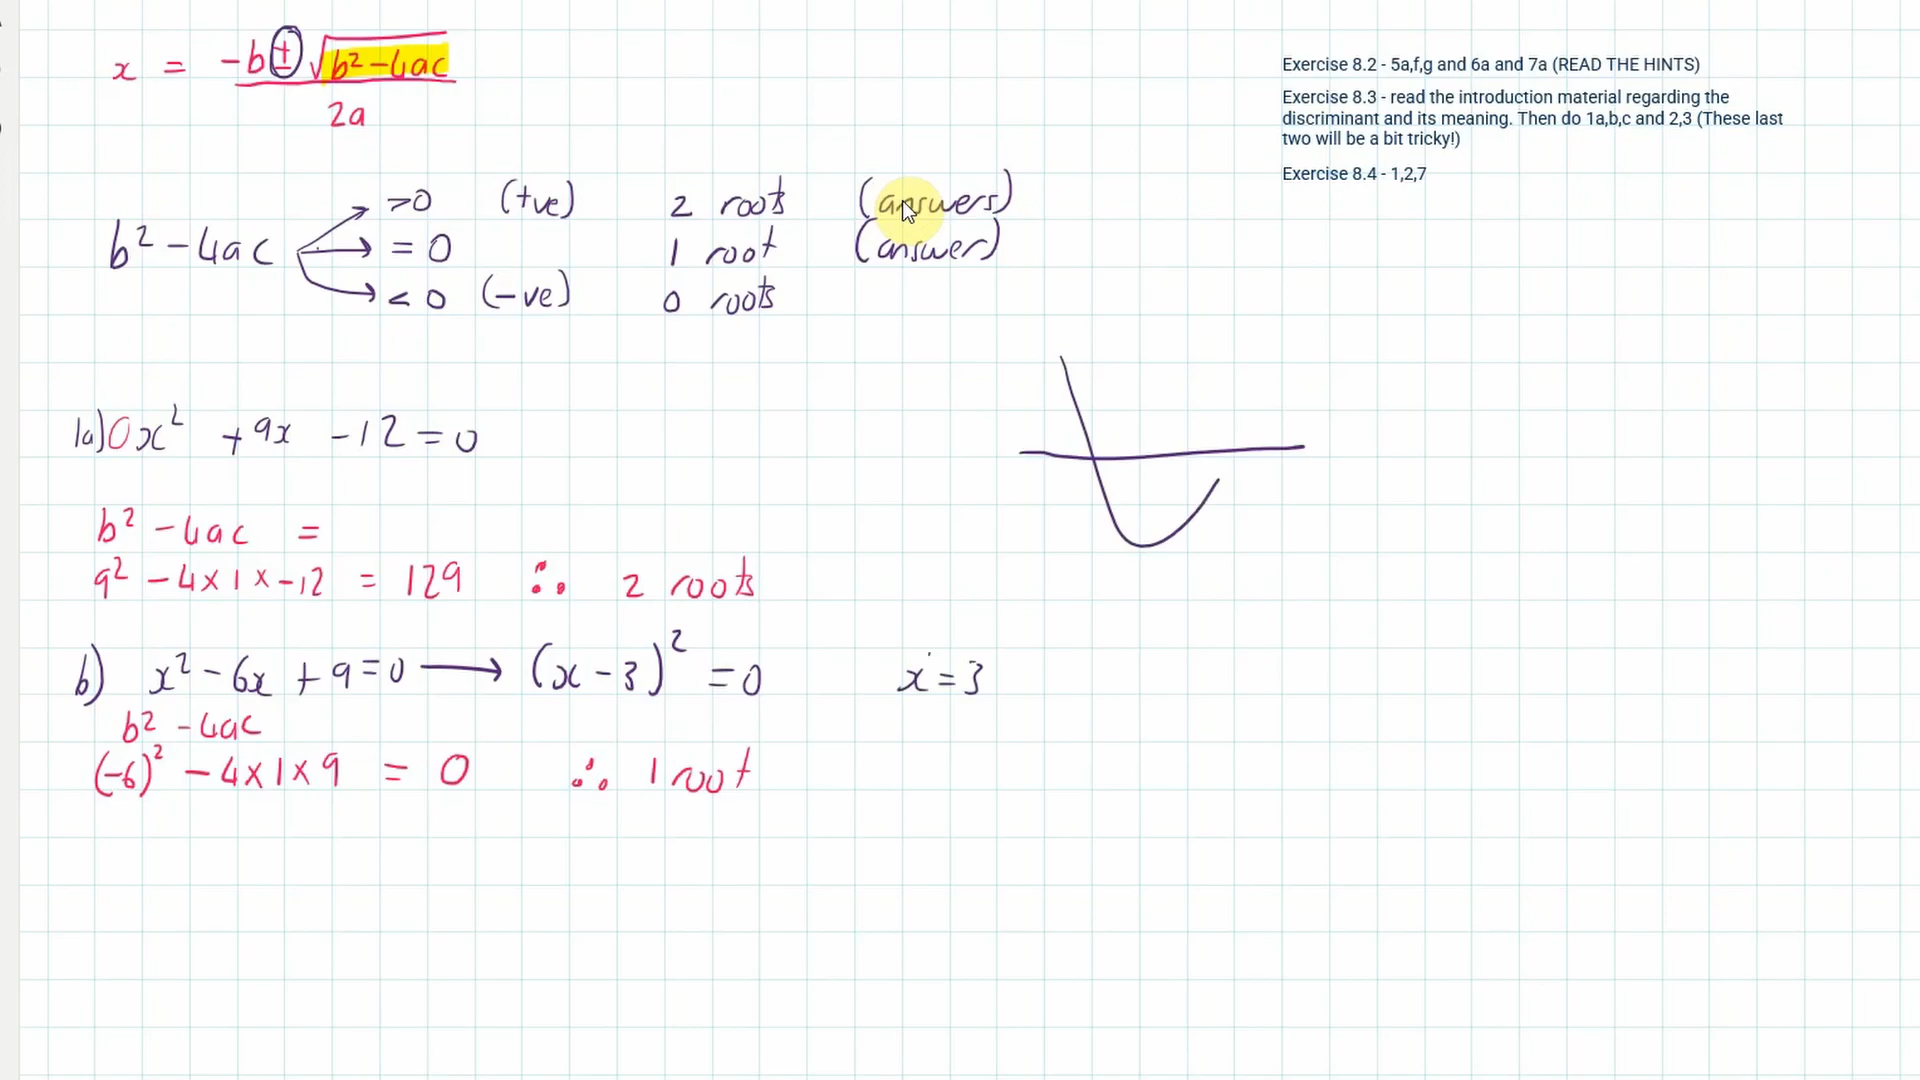 x = -b ± √b² - 4ac
2a
Exercise 8.2 - 5a,f,g and 6a and 7a (READ THE HINTS)
Exercise 8.3 - read the introduction material regarding the
discriminant and its meaning. Then do 1a,b,c and 2,3 (These last
two will be a bit tricky!)
Exercise 8.4 - 1,2,7
>0 (+ve) 2 roots (answers)
b² - 4ac = 0 1 root (answer)
< 0 (-ve) 0 roots
1a) 0x² + 9x - 12 = 0
b² - 4ac =
9² - 4 x 1 x -12 = 129 ∴ 2 roots
b) x² - 6x + 9 = 0 → (x - 3)² = 0 x = 3
b² - 4ac
(-6)² - 4 x 1 x 9 = 0 ∴ 1 root